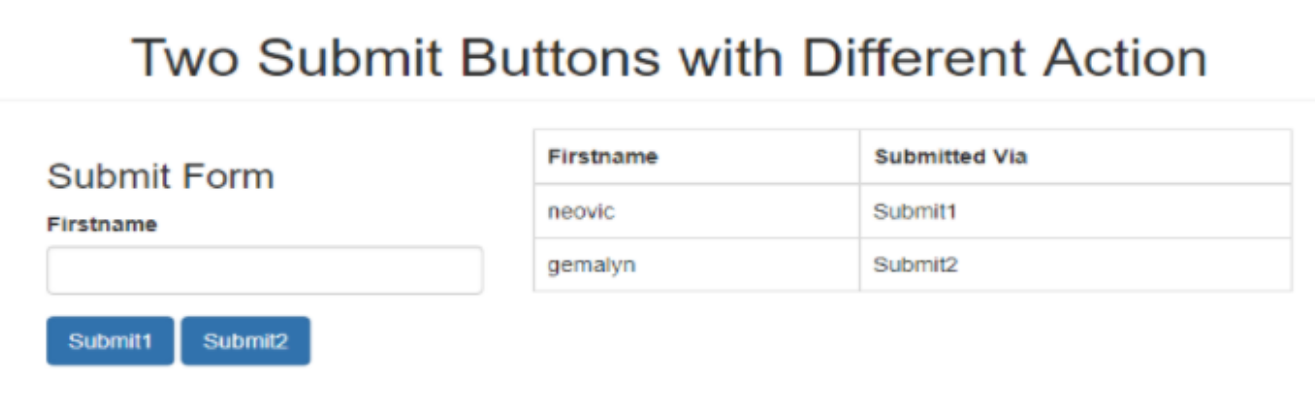 Two Submit Buttons with Different Action
Submit Form
Firstname
Submit1 Submit2
Firstname Submitted Via
neovic Submit1
gemalyn Submit2